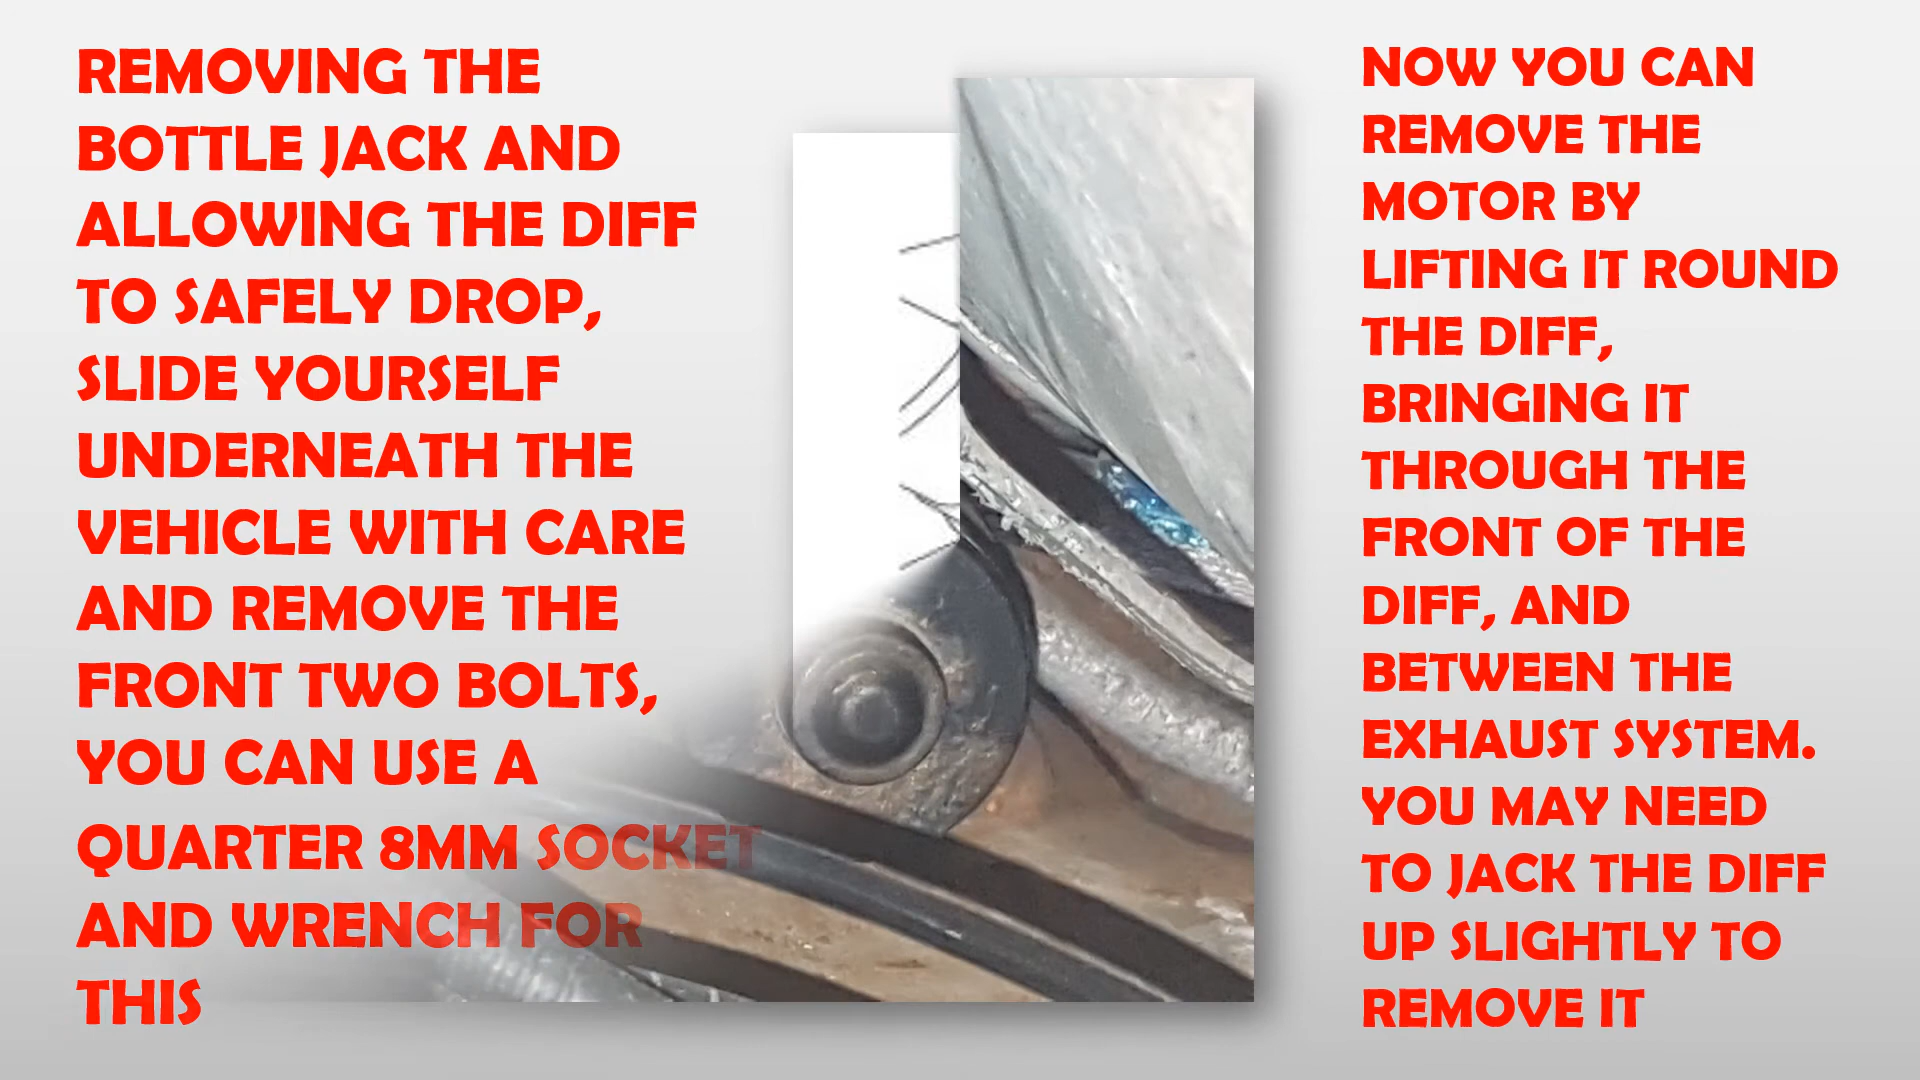 REMOVING THE
BOTTLE JACK AND
ALLOWING THE DIFF
TO SAFELY DROP,
SLIDE YOURSELF
UNDERNEATH THE
VEHICLE WITH CARE
AND REMOVE THE
FRONT TWO BOLTS,
YOU CAN USE A
QUARTER 8MM SOCKET
AND WRENCH FOR
THIS
NOW YOU CAN
REMOVE THE
MOTOR BY
LIFTING IT ROUND
THE DIFF,
BRINGING IT
THROUGH THE
FRONT OF THE
DIFF, AND
BETWEEN THE
EXHAUST SYSTEM.
YOU MAY NEED
TO JACK THE DIFF
UP SLIGHTLY TO
REMOVE IT